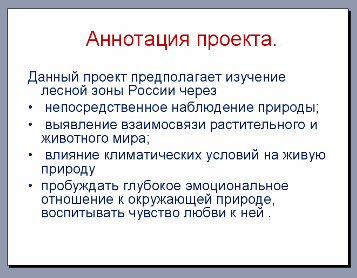 Аннотация проекта.
Данный проект предполагает изучение
лесной зоны России через
• непосредственное наблюдение природы;
• выявление взаимосвязи растительного и
животного мира;
• влияние климатических условий на живую
природу
• пробуждать глубокое эмоциональное
отношение к окружающей природе,
воспитывать чувство любви к ней .